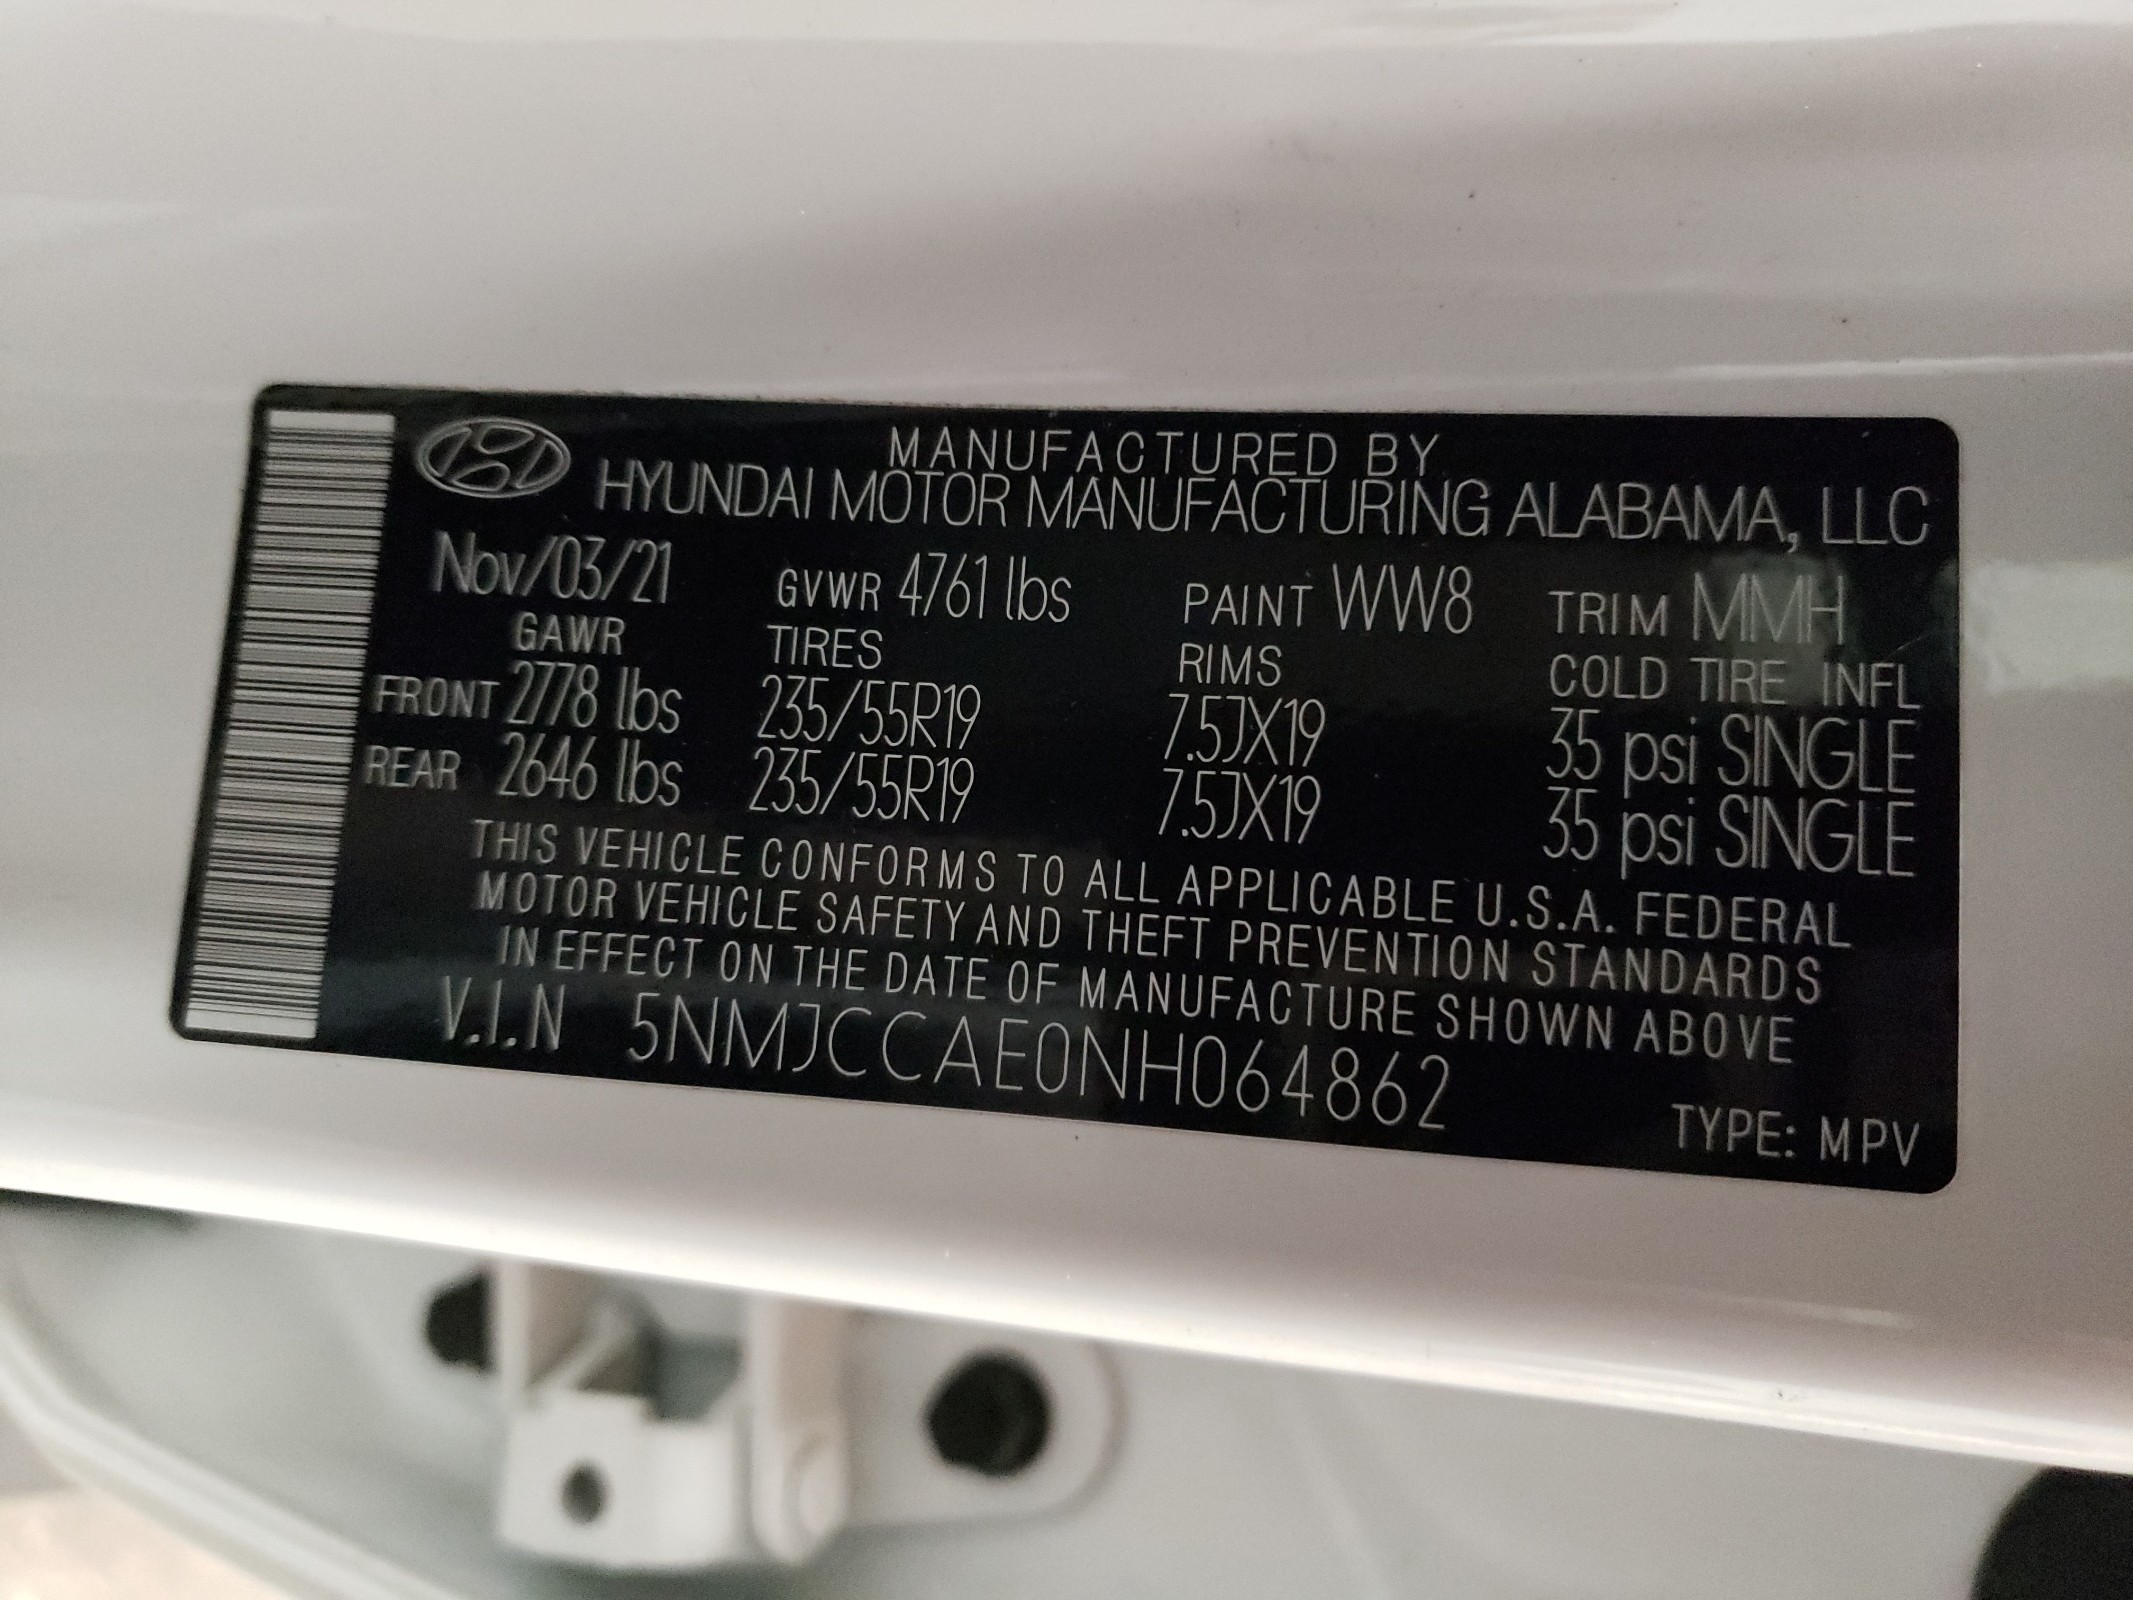 MANUFACTURED BY
HYUNDAI MOTOR MANUFACTURING ALABAMA, LLC
Nov/03/21 GVWR 4761 lbs PAINT WW8 TRIM MMH
GAWR TIRES RIMS COLD TIRE INFL
FRONT 2778 lbs 235/55R19 7.5JX19 35 psi SINGLE
REAR 2646 lbs 235/55R19 7.5JX19 35 psi SINGLE
THIS VEHICLE CONFORMS TO ALL APPLICABLE U.S.A. FEDERAL
MOTOR VEHICLE SAFETY AND THEFT PREVENTION STANDARDS
IN EFFECT ON THE DATE OF MANUFACTURE SHOWN ABOVE
V.I.N 5NMJCCAE0NH064862
TYPE: MPV